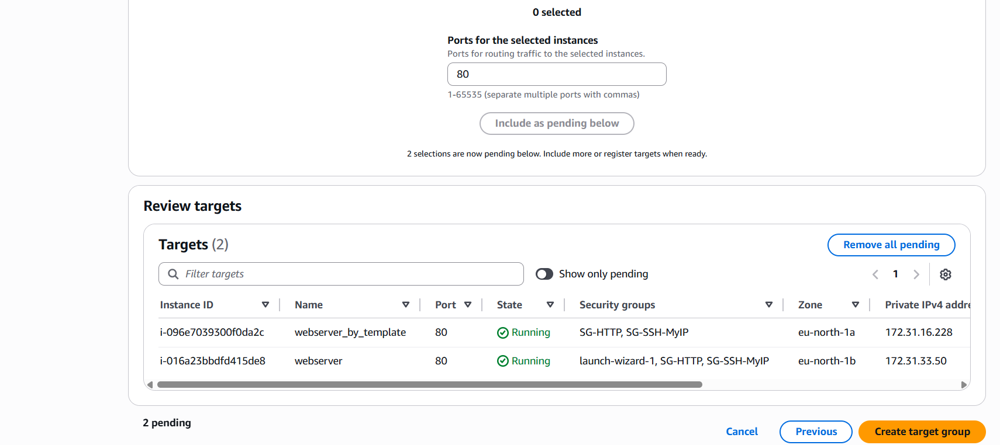 0 selected
Ports for the selected instances
Ports for routing traffic to the selected instances.
80
1-65535 (separate multiple ports with commas)
Include as pending below
2 selections are now pending below. Include more or register targets when ready.
Review targets
Targets (2)
Remove all pending
Filter targets
Show only pending
1
Instance ID Name Port State Security groups Zone Private IPv4 addre
i-096e7039300f0da2c webserver_by_template 80 Running SG-HTTP, SG-SSH-MyIP eu-north-1a 172.31.16.228
i-016a23bbdfd415de8 webserver 80 Running launch-wizard-1, SG-HTTP, SG-SSH-MyIP eu-north-1b 172.31.33.50
2 pending
Cancel Previous Create target group